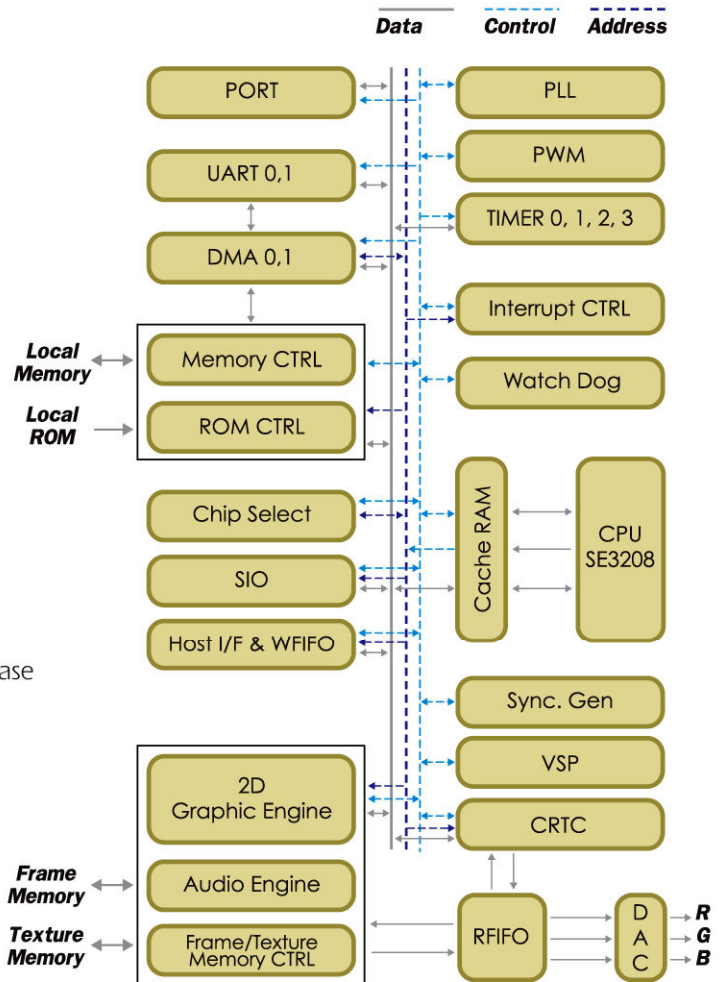 Data Control Address
PORT
UART 0,1
DMA 0,1
Local
Memory
Memory CTRL
Local
ROM
ROM CTRL
Chip Select
SIO
Host I/F & WFIFO
ase
2D
Graphic Engine
Frame
Memory
Audio Engine
Texture
Memory
Frame/Texture
Memory CTRL
PLL
PWM
TIMER 0, 1, 2, 3
Interrupt CTRL
Watch Dog
Cache RAM
CPU
SE3208
Sync. Gen
VSP
CRTC
RFIFO
D
A
C
R
G
B